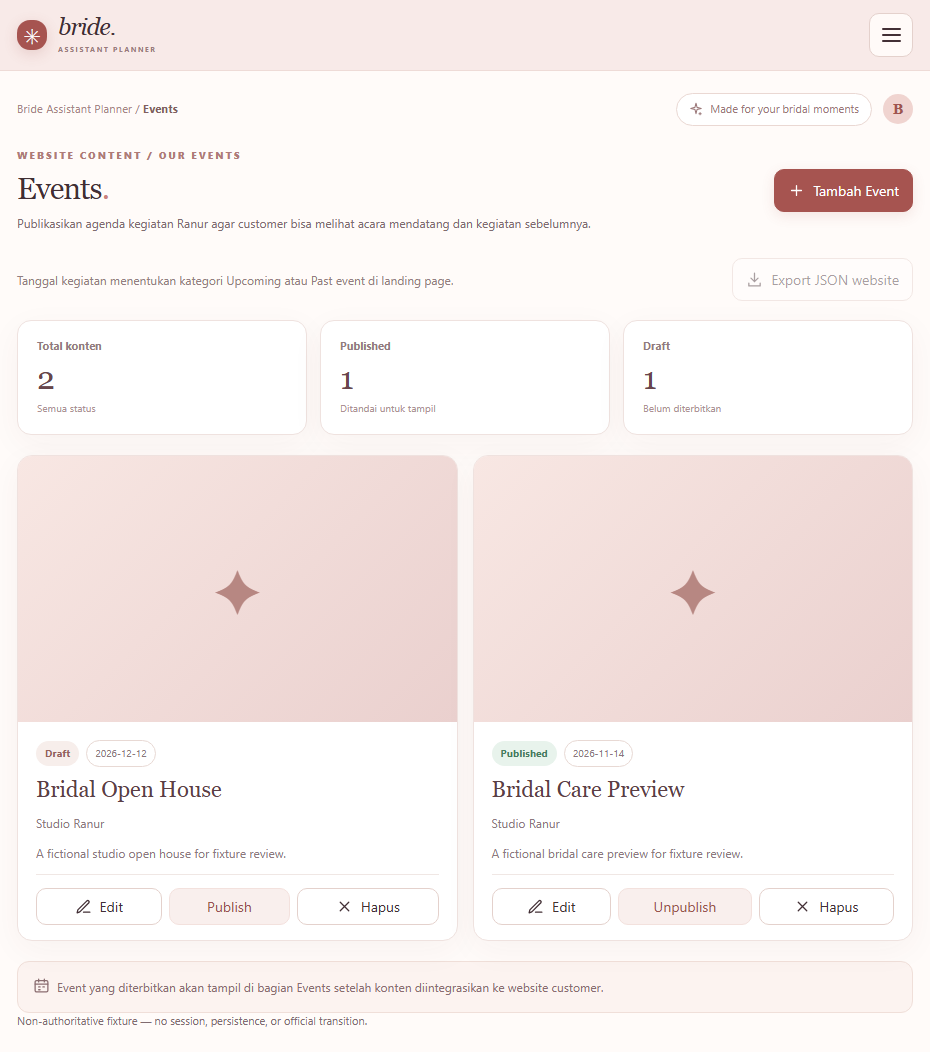 bride.
ASSISTANT PLANNER
Bride Assistant Planner / Events
Made for your bridal moments
B
WEBSITE CONTENT / OUR EVENTS
Events.
Tambah Event
Publikasikan agenda kegiatan Ranur agar customer bisa melihat acara mendatang dan kegiatan sebelumnya.
Tanggal kegiatan menentukan kategori Upcoming atau Past event di landing page.
Export JSON website
Total konten
2
Semua status
Published
1
Ditandai untuk tampil
Draft
1
Belum diterbitkan
Draft
2026-12-12
Bridal Open House
Studio Ranur
A fictional studio open house for fixture review.
Edit
Publish
Hapus
Published
2026-11-14
Bridal Care Preview
Studio Ranur
A fictional bridal care preview for fixture review.
Edit
Unpublish
Hapus
Event yang diterbitkan akan tampil di bagian Events setelah konten diintegrasikan ke website customer.
Non-authoritative fixture — no session, persistence, or official transition.